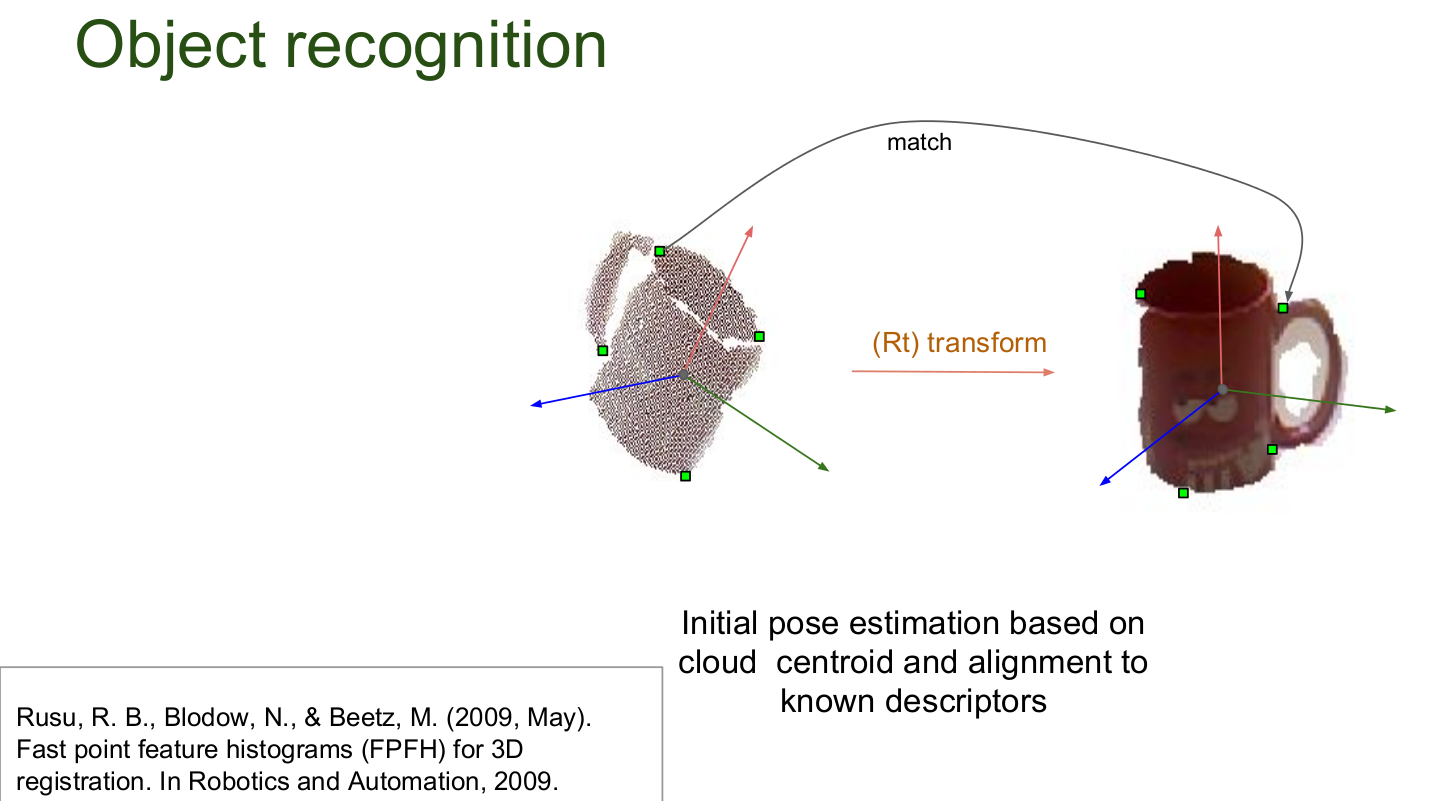 Object recognition
match
(Rt) transform
Initial pose estimation based on
cloud  centroid and alignment to
known descriptors
Rusu, R. B., Blodow, N., & Beetz, M. (2009, May).
Fast point feature histograms (FPFH) for 3D
registration. In Robotics and Automation, 2009.